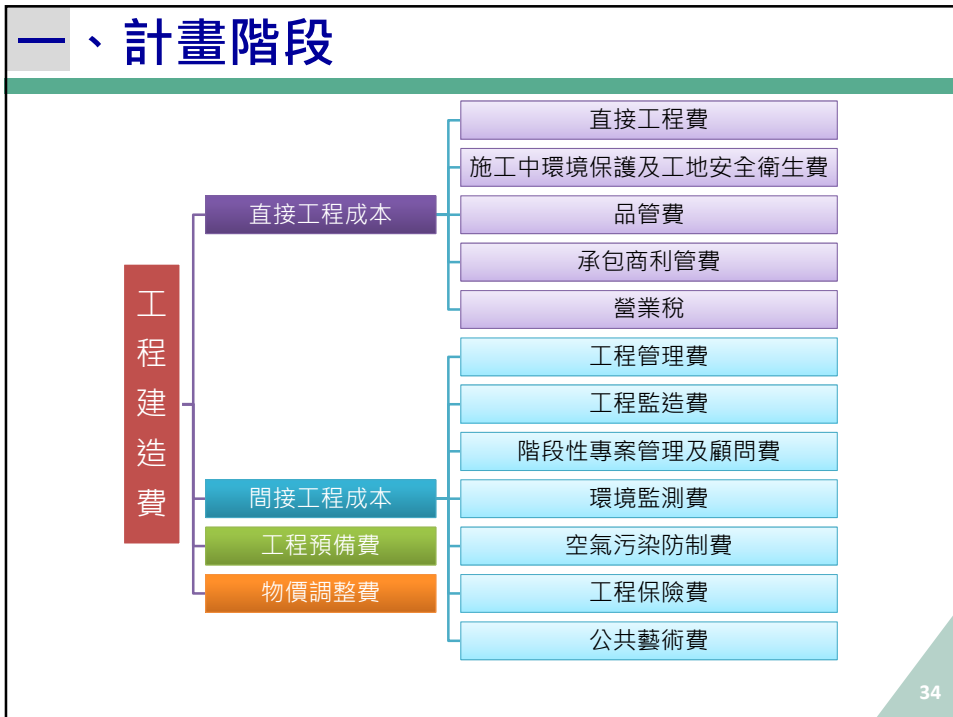 一、計畫階段
工程建造費
直接工程成本
直接工程費
施工中環境保護及工地安全衛生費
品管費
承包商利管費
營業稅
間接工程成本
工程管理費
工程監造費
階段性專案管理及顧問費
環境監測費
空氣污染防制費
工程保險費
公共藝術費
工程預備費
物價調整費
34